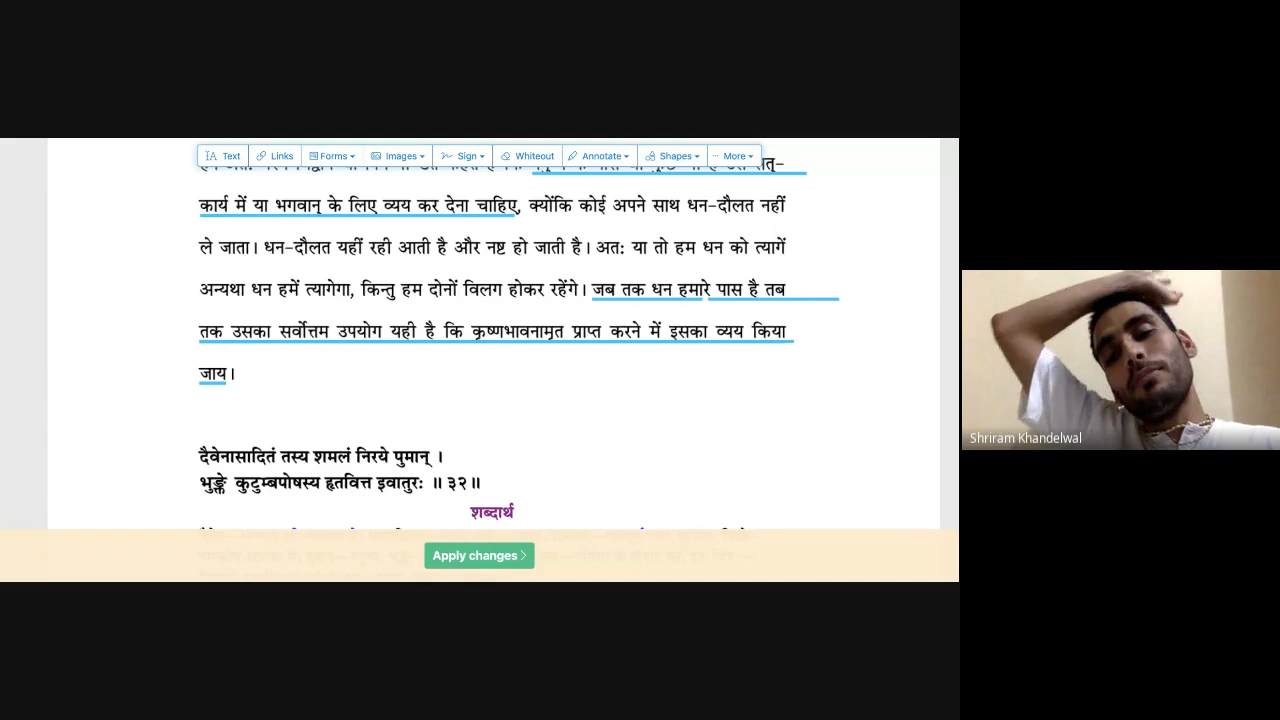 Text Links Forms Images Sign Whiteout Annotate Shapes More
कार्य में या भगवान् के लिए व्यय कर देना चाहिए, क्योंकि कोई अपने साथ धन-दौलत नहीं
ले जाता। धन-दौलत यहीं रही आती है और नष्ट हो जाती है। अतः या तो हम धन को त्यागें
अन्यथा धन हमें त्यागेगा, किन्तु हम दोनों विलग होकर रहेंगे। जब तक धन हमारे पास है तब
तक उसका सर्वोत्तम उपयोग यही है कि कृष्णभावनामृत प्राप्त करने में इसका व्यय किया
जाय।
दैवेनासादितं तस्य शमलं निरये पुमान् ।
भुङ्क्ते कुटुम्बपोषस्य हृतवित्त इवातुरः ॥ ३२॥
शब्दार्थ
Apply changes
Shriram Khandelwal